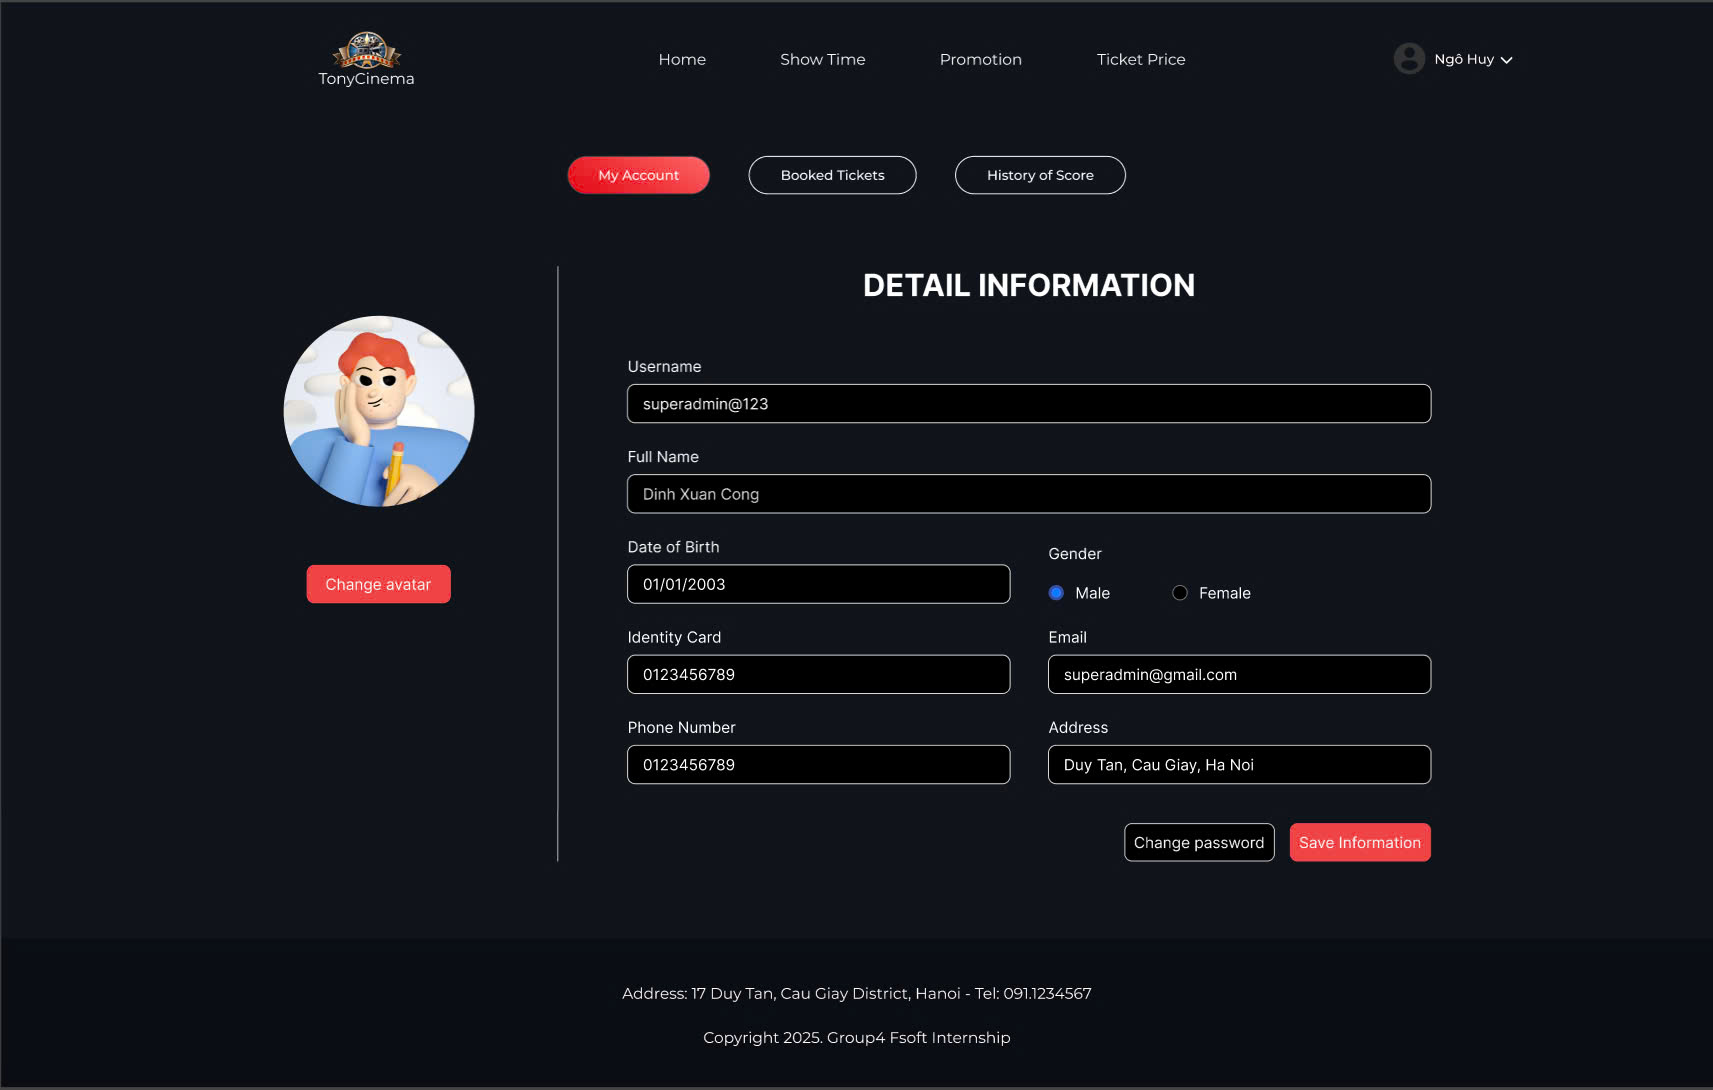 TonyCinema
Home
Show Time
Promotion
Ticket Price
Ngô Huy
My Account
Booked Tickets
History of Score
DETAIL INFORMATION
Username
superadmin@123
Full Name
Dinh Xuan Cong
Date of Birth
01/01/2003
Gender
Male
Female
Identity Card
0123456789
Email
superadmin@gmail.com
Phone Number
0123456789
Address
Duy Tan, Cau Giay, Ha Noi
Change avatar
Change password
Save Information
Address: 17 Duy Tan, Cau Giay District, Hanoi - Tel: 091.1234567
Copyright 2025. Group4 Fsoft Internship